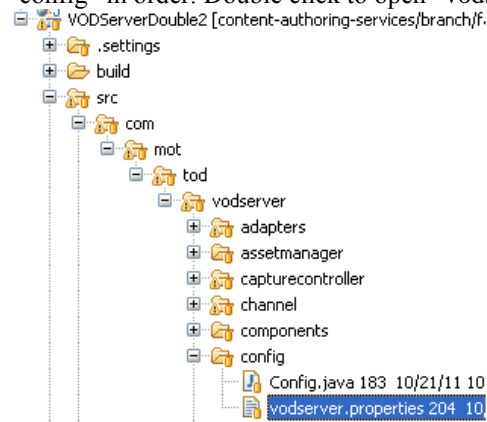 "config" in order. Double click to open "vods
VODServerDouble2 [content-authoring-services/branch/f
.settings
build
src
com
mot
tod
vodserver
adapters
assetmanager
capturecontroller
channel
components
config
Config.java 183 10/21/11 10
vodserver.properties 204 10